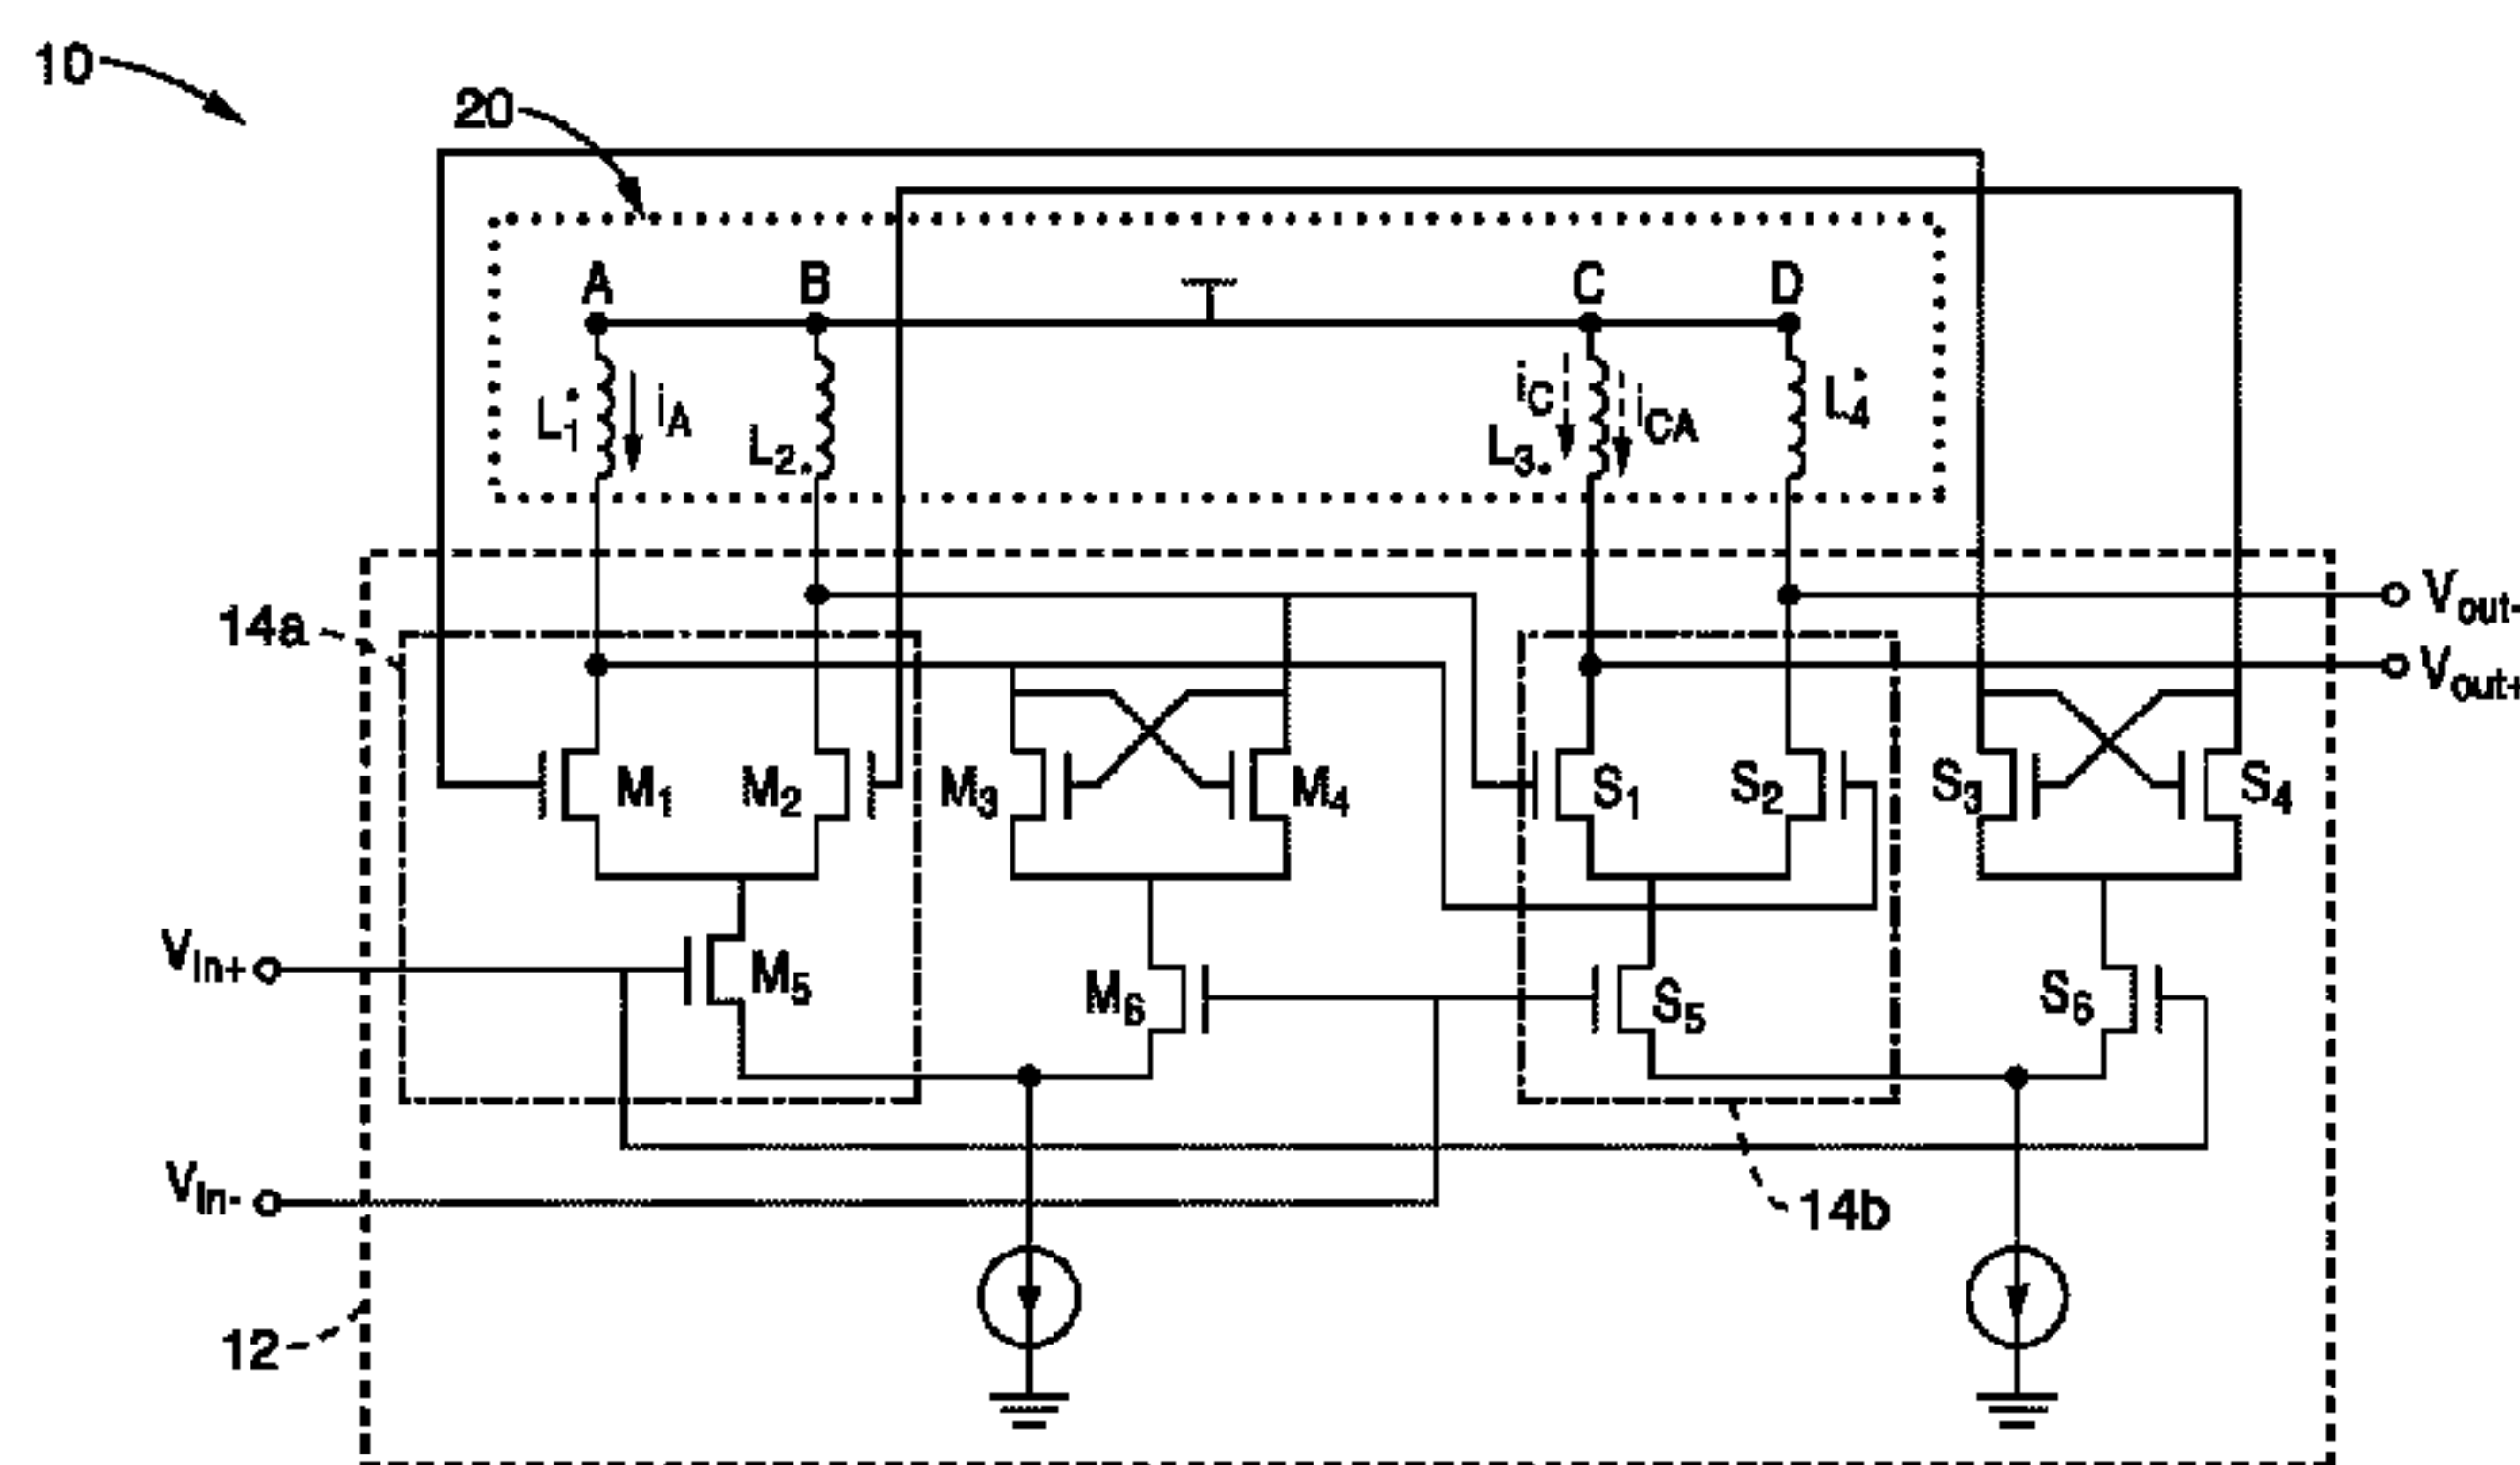 10
20
A B C D
L1 iA L2 L3 iC iCA L4
14a
Vout-
Vout+
M1 M2 M3 M4 S1 S2 S3 S4
Vin+
M5 M6 S5 S6
Vin-
14b
12